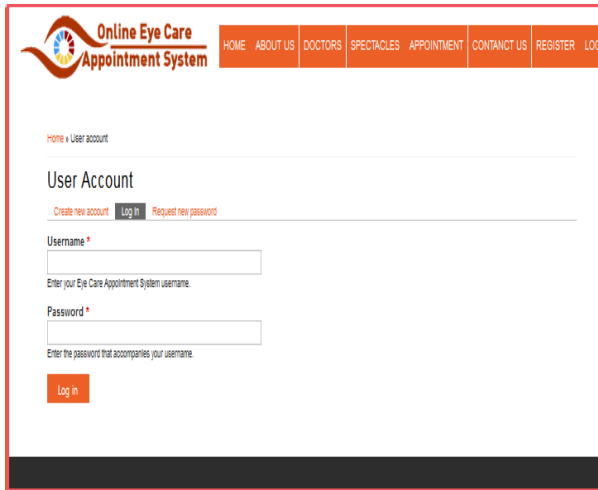 Online Eye Care
Appointment System
HOME ABOUT US DOCTORS SPECTACLES APPOINTMENT CONTANCT US REGISTER LOG
Home » User account
User Account
Create new account Log In Request new password
Username *
Enter your Eye Care Appointment System username.
Password *
Enter the password that accompanies your username.
Log in